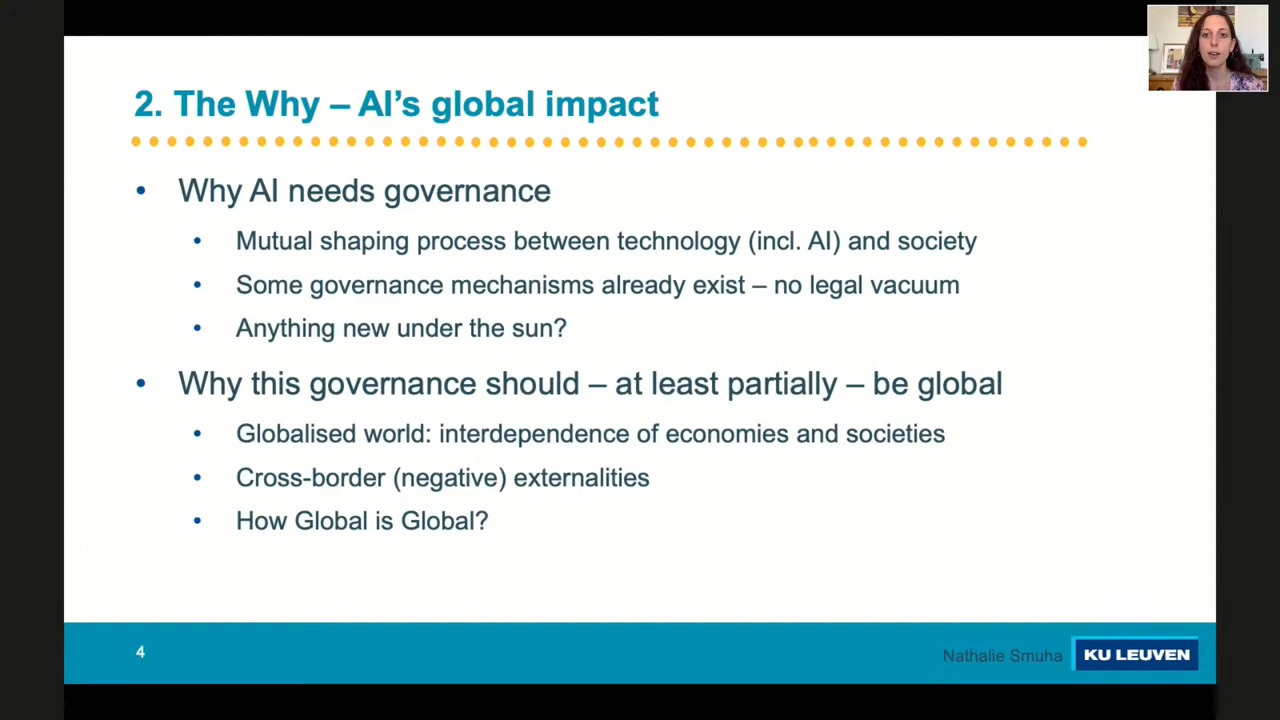 2. The Why – AI's global impact
• Why AI needs governance
• Mutual shaping process between technology (incl. AI) and society
• Some governance mechanisms already exist – no legal vacuum
• Anything new under the sun?
• Why this governance should – at least partially – be global
• Globalised world: interdependence of economies and societies
• Cross-border (negative) externalities
• How Global is Global?
4
Nathalie Smuha
KU LEUVEN